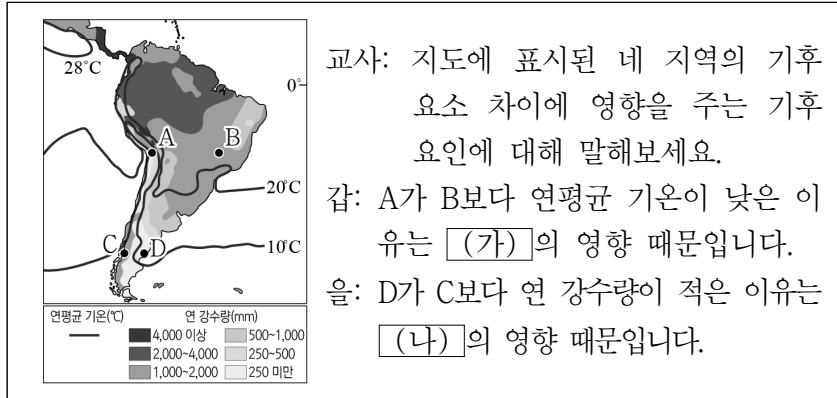 28℃
0°
A
B
20℃
C
D
10℃
연평균 기온(℃)
연 강수량(mm)
4,000 이상
500~1,000
2,000~4,000
250~500
1,000~2,000
250 미만
교사: 지도에 표시된 네 지역의 기후
요소 차이에 영향을 주는 기후
요인에 대해 말해보세요.
갑: A가 B보다 연평균 기온이 낮은 이
유는 (가)의 영향 때문입니다.
을: D가 C보다 연 강수량이 적은 이유는
(나)의 영향 때문입니다.